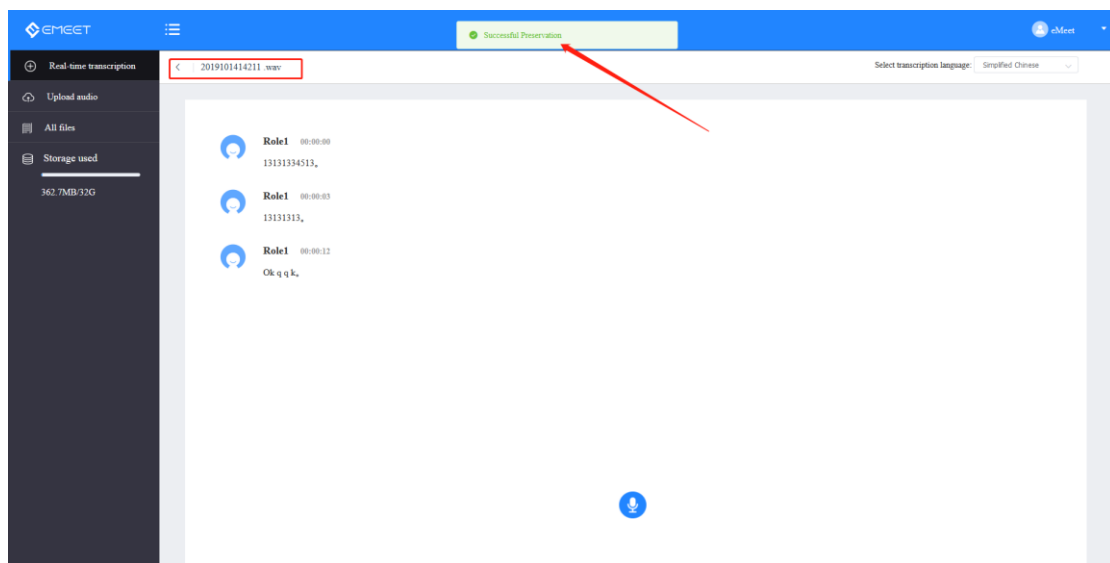 EMEET
Successful Preservation
eMeet
Real-time transcription
Upload audio
All files
Storage used
362.7MB/32G
< 2019101414211 .wav
Select transcription language: Simplified Chinese
Role1 00:00:00
13131334513。
Role1 00:00:03
13131313。
Role1 00:00:12
Ok q q k。